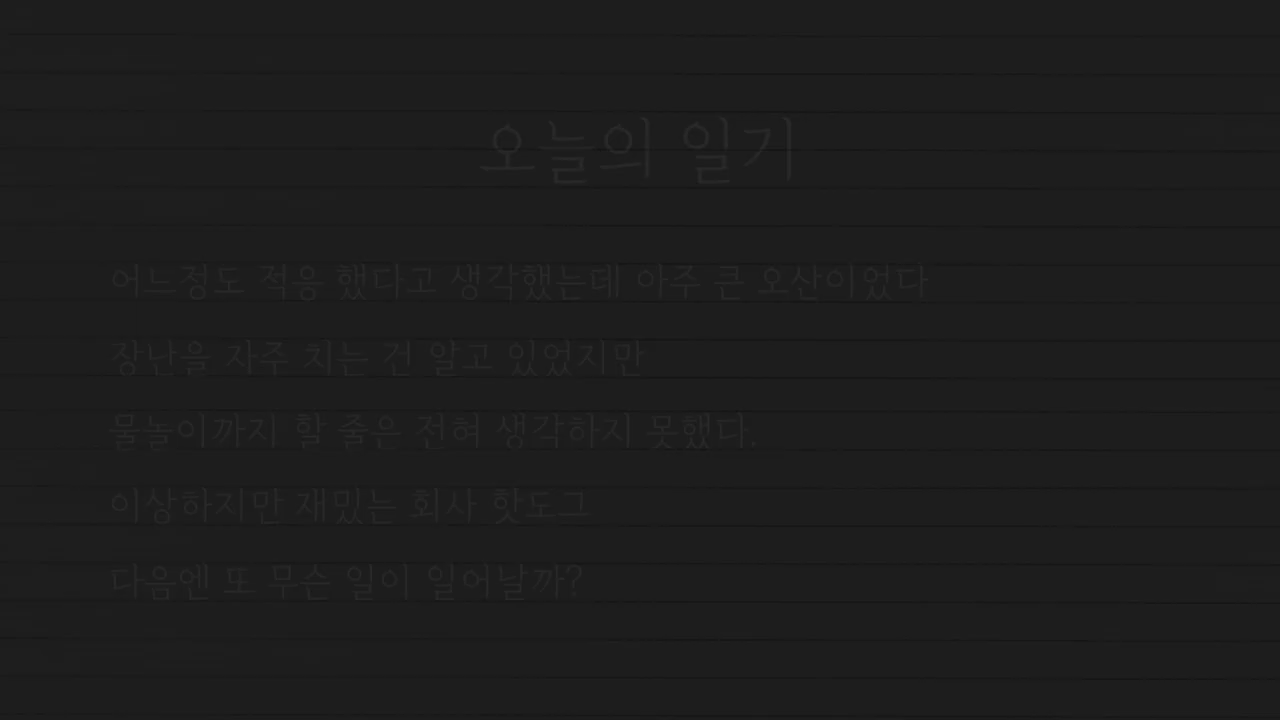 오늘의 일기
어느정도 적응 했다고 생각했는데 아주 큰 오산이었다
장난을 자주 치는 건 알고 있었지만
물놀이까지 할 줄은 전혀 생각하지 못했다.
이상하지만 재밌는 회사 핫도그
다음엔 또 무슨 일이 일어날까?